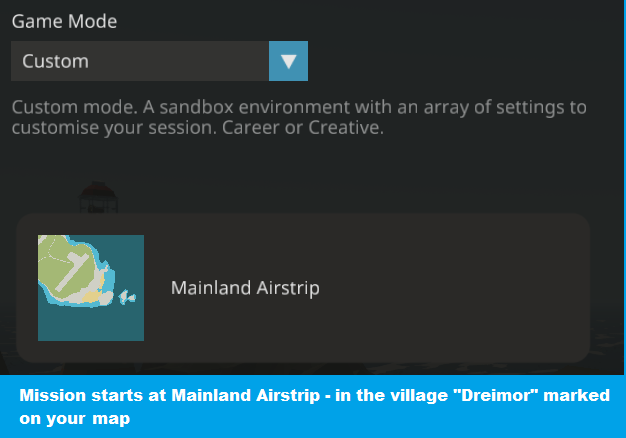 Game Mode
Custom
Custom mode. A sandbox environment with an array of settings to
customise your session. Career or Creative.
Mainland Airstrip
Mission starts at Mainland Airstrip - in the village "Dreimor" marked
on your map